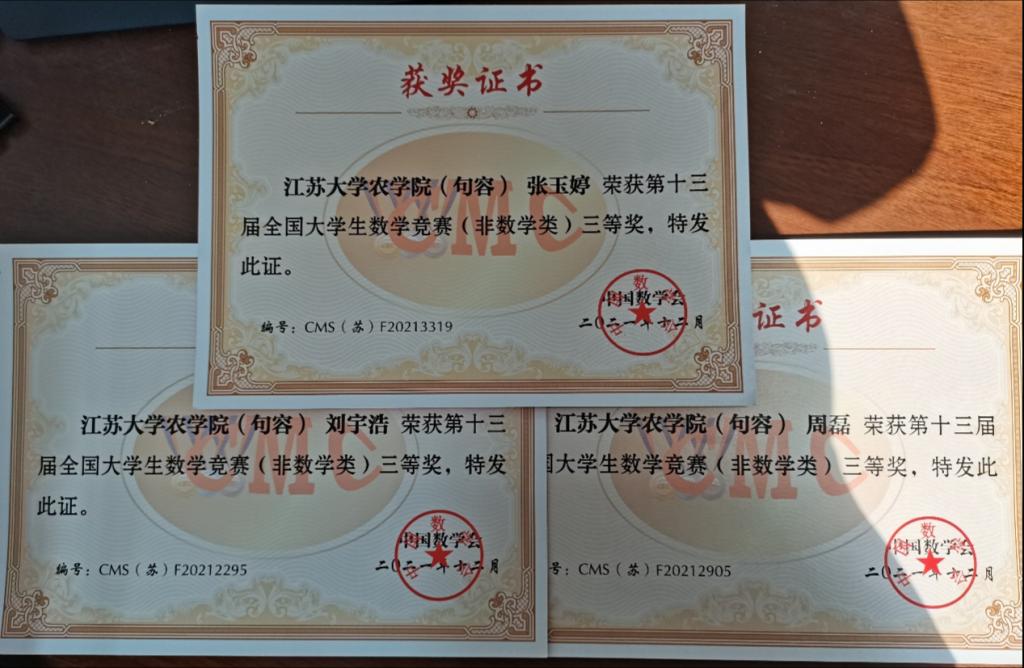 获奖证书
江苏大学农学院（句容） 张玉婷 荣获第十三
届全国大学生数学竞赛（非数学类）三等奖，特发
此证。
CMC
中国数学会
编号：CMS（苏）F20213319
二〇二一年十二月
江苏大学农学院（句容） 刘宇浩 荣获第十三
届全国大学生数学竞赛（非数学类）三等奖，特发
此证。
CMC
中国数学会
编号：CMS（苏）F20212295
二〇二一年十二月
证书
江苏大学农学院（句容） 周磊 荣获第十三届
大学生数学竞赛（非数学类）三等奖，特发此
CMC
中国数学会
号：CMS（苏）F20212905
二〇二一年十二月